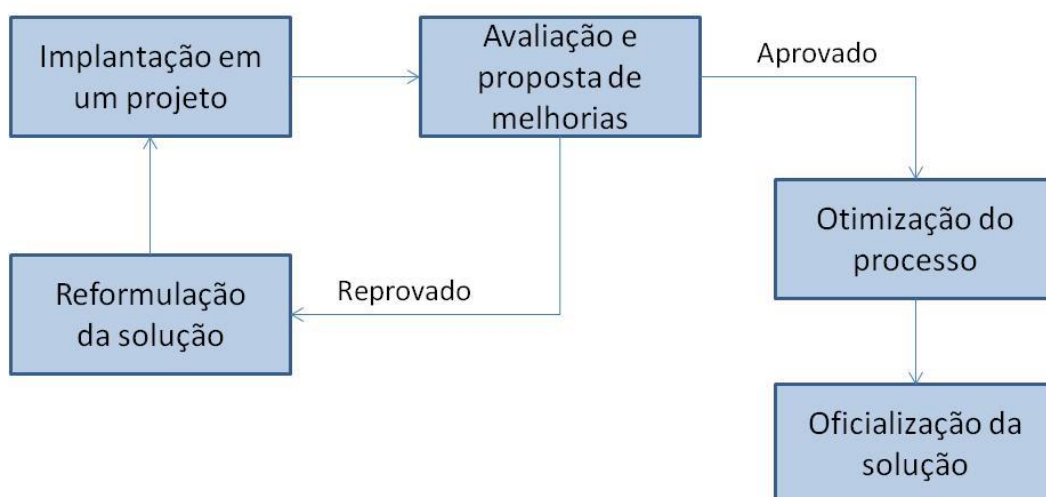 Implantação em
um projeto
Avaliação e
proposta de
melhorias
Aprovado
Otimização do
processo
Reformulação
da solução
Reprovado
Oficialização da
solução